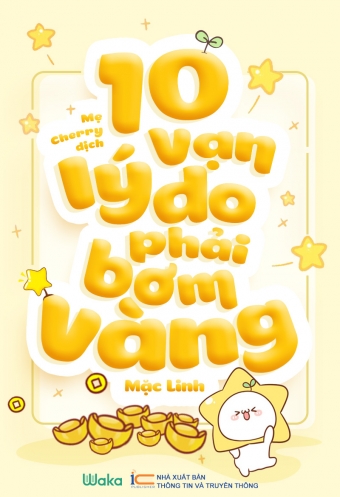 10
Mẹ
Cherry
dịch
vạn
lý do
phải
bơm
vàng
Mặc Linh
Waka
ic
NHÀ XUẤT BẢN
THÔNG TIN VÀ TRUYỀN THÔNG